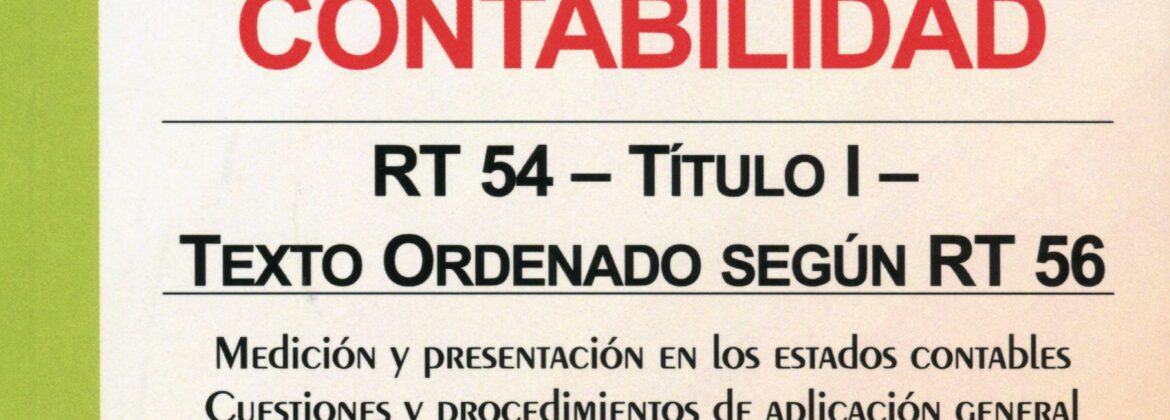 CONTABILIDAD
RT 54 – TÍTULO I –
TEXTO ORDENADO SEGÚN RT 56
MEDICIÓN Y PRESENTACIÓN EN LOS ESTADOS CONTABLES
CUESTIONES Y PROCEDIMIENTOS DE APLICACIÓN GENERAL